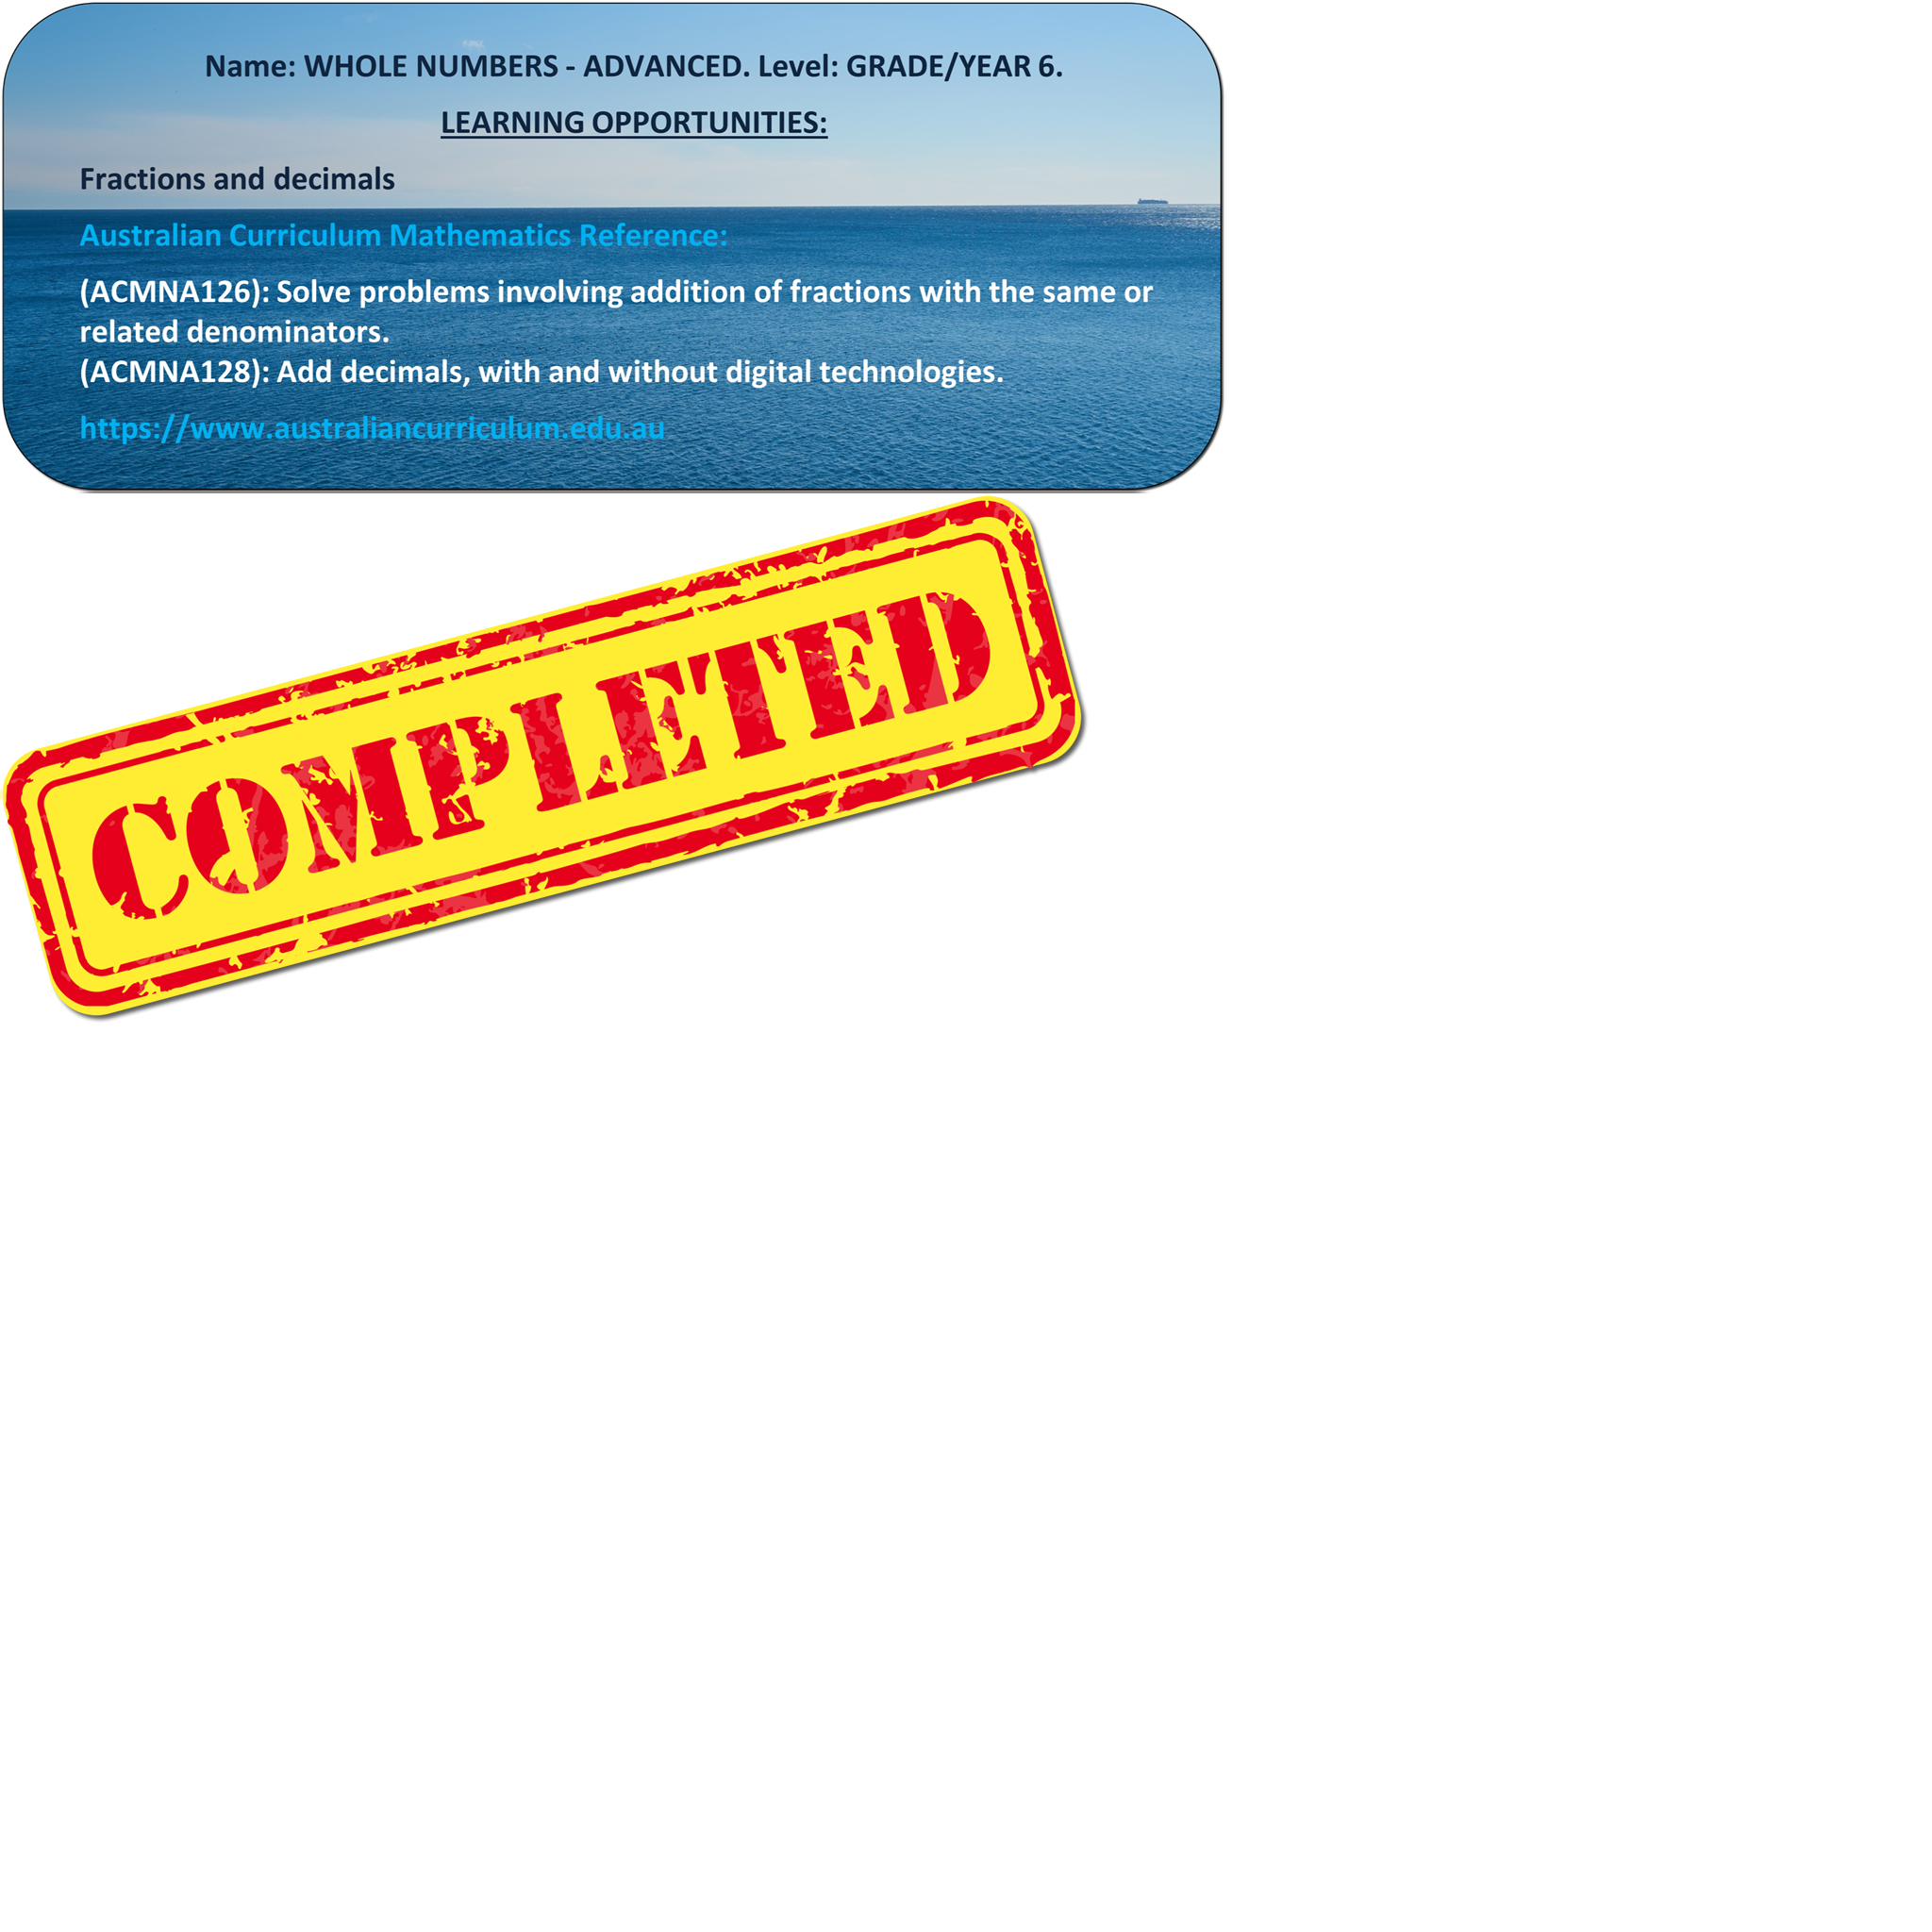 Name: WHOLE NUMBERS - ADVANCED. Level: GRADE/YEAR 6.
LEARNING OPPORTUNITIES:
Fractions and decimals
Australian Curriculum Mathematics Reference:
(ACMNA126): Solve problems involving addition of fractions with the same or
related denominators.
(ACMNA128): Add decimals, with and without digital technologies.
https://www.australiancurriculum.edu.au
COMPLETED